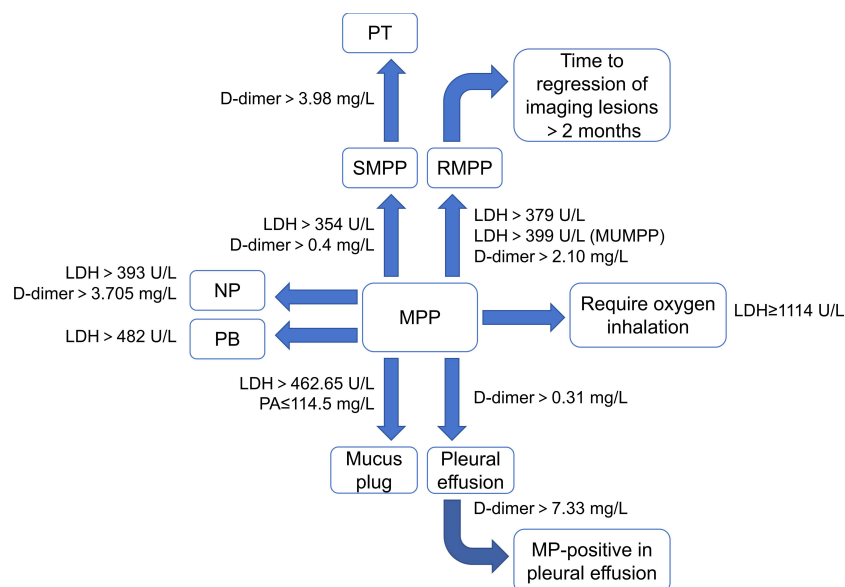 PT
Time to
regression of
imaging lesions
> 2 months
D-dimer > 3.98 mg/L
SMPP
RMPP
LDH > 354 U/L
D-dimer > 0.4 mg/L
LDH > 379 U/L
LDH > 399 U/L (MUMPP)
D-dimer > 2.10 mg/L
LDH > 393 U/L
D-dimer > 3.705 mg/L
NP
MPP
Require oxygen
inhalation
LDH≥1114 U/L
LDH > 482 U/L
PB
LDH > 462.65 U/L
PA≤114.5 mg/L
D-dimer > 0.31 mg/L
Mucus
plug
Pleural
effusion
D-dimer > 7.33 mg/L
MP-positive in
pleural effusion